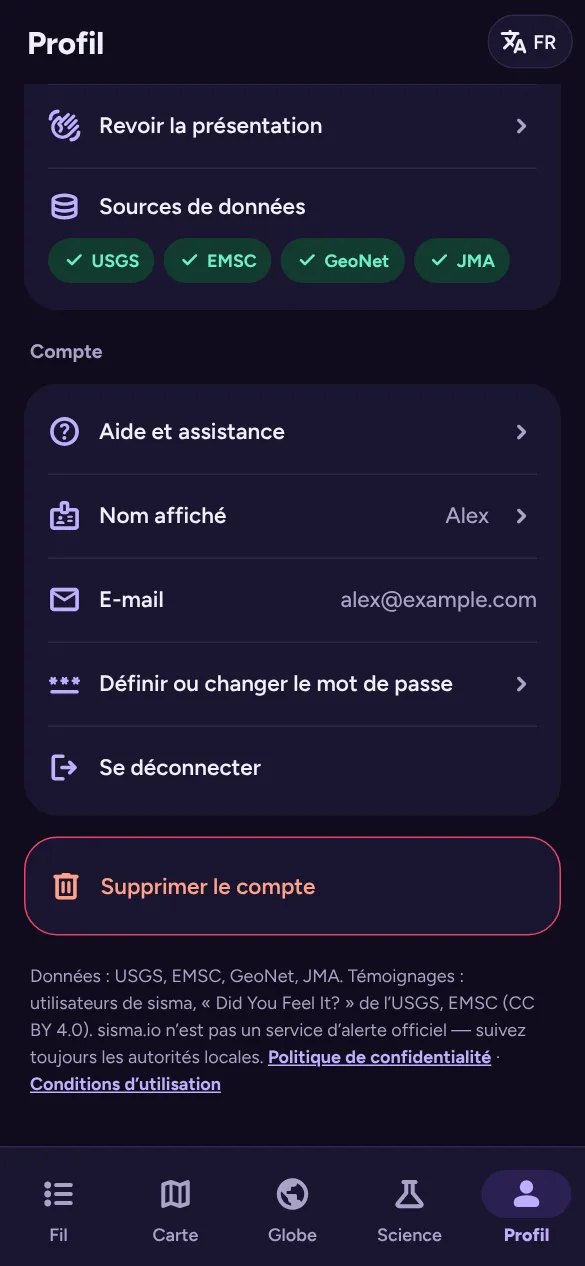 Profil
FR
Revoir la présentation
Sources de données
USGS
EMSC
GeoNet
JMA
Compte
Aide et assistance
Nom affiché
Alex
E-mail
alex@example.com
Définir ou changer le mot de passe
Se déconnecter
Supprimer le compte
Données : USGS, EMSC, GeoNet, JMA. Témoignages :
utilisateurs de sisma, « Did You Feel It? » de l’USGS, EMSC (CC
BY 4.0). sisma.io n’est pas un service d’alerte officiel — suivez
toujours les autorités locales. Politique de confidentialité ·
Conditions d’utilisation
Fil
Carte
Globe
Science
Profil